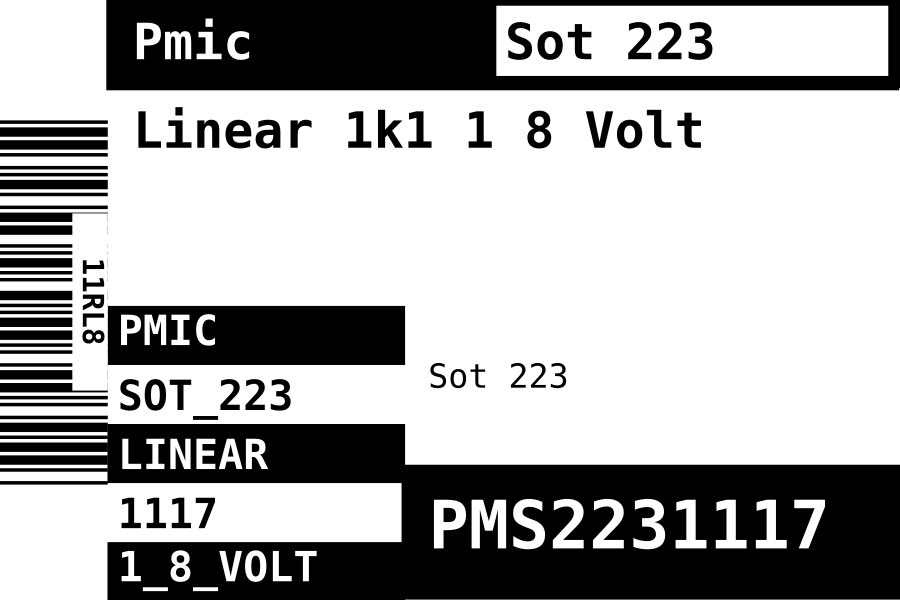 Pmic
Sot 223
Linear 1k1 1 8 Volt
11RL8
PMIC
SOT_223
LINEAR
1117
1_8_VOLT
Sot 223
PMS2231117